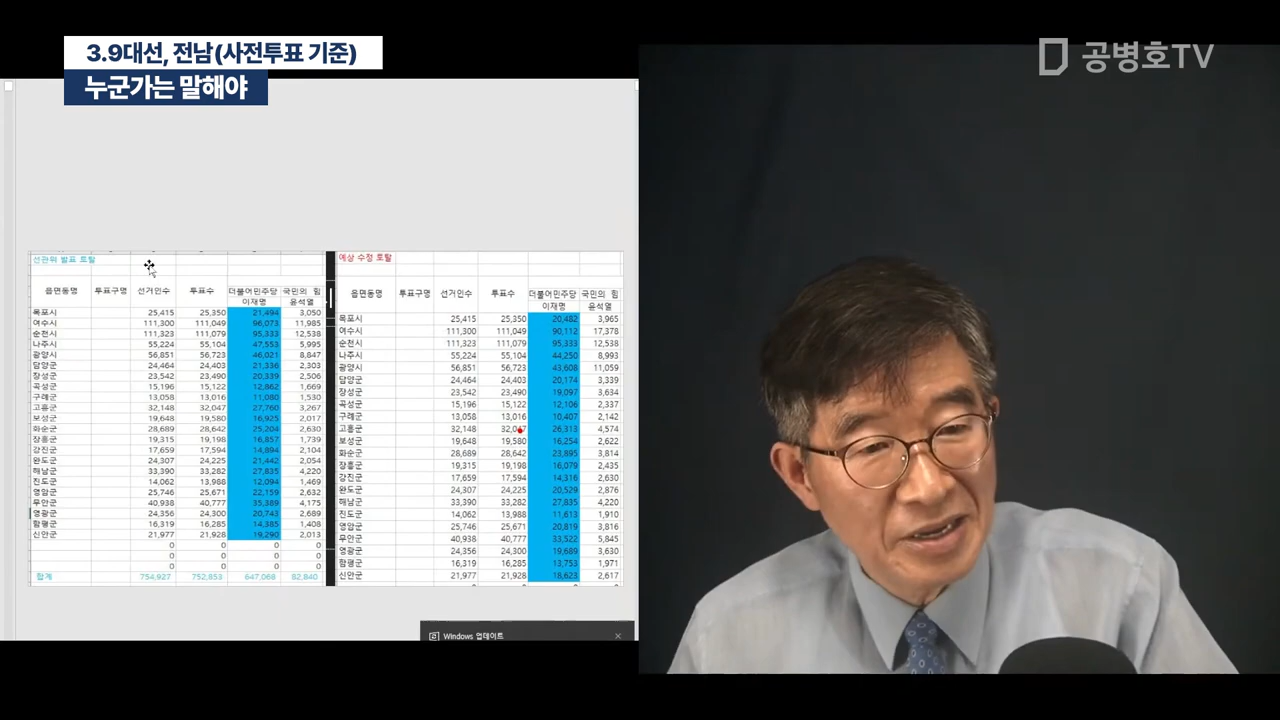 3.9대선, 전남(사전투표 기준)
누군가는 말해야
공병호TV
선관위 발표 토탈
읍면동명 투표구명 선거인수 투표수 더불어민주당 이재명 국민의 힘 윤석열
목포시 25,415 25,350 21,494 3,050
여수시 111,300 111,049 96,073 11,985
순천시 111,323 111,079 95,333 12,538
나주시 55,224 55,104 47,553 5,995
광양시 56,851 56,723 46,021 8,847
담양군 24,464 24,403 21,336 2,303
장성군 23,542 23,490 20,339 2,506
곡성군 15,196 15,122 12,862 1,669
구례군 13,058 13,016 11,080 1,530
고흥군 32,148 32,047 27,760 3,267
보성군 19,648 19,580 16,925 2,017
화순군 28,689 28,642 25,204 2,630
장흥군 19,315 19,198 16,857 1,739
강진군 17,659 17,594 14,894 2,104
완도군 24,307 24,225 21,442 2,054
해남군 33,390 33,282 27,835 4,220
진도군 14,062 13,988 12,094 1,469
영암군 25,746 25,671 22,159 2,632
무안군 40,938 40,777 35,389 4,175
영광군 24,356 24,300 20,743 2,689
함평군 16,319 16,285 14,385 1,408
신안군 21,977 21,928 19,290 2,013
0 0 0 0
0 0 0 0
0 0 0 0
합계 754,927 752,853 647,068 82,840
예상 수정 토탈
읍면동명 투표구명 선거인수 투표수 더불어민주당 이재명 국민의 힘 윤석열
목포시 25,415 25,350 20,482 3,965
여수시 111,300 111,049 90,112 17,378
순천시 111,323 111,079 95,333 12,538
나주시 55,224 55,104 44,250 8,993
광양시 56,851 56,723 43,608 11,059
담양군 24,464 24,403 20,174 3,339
장성군 23,542 23,490 19,097 3,634
곡성군 15,196 15,122 12,106 2,337
구례군 13,058 13,016 10,407 2,142
고흥군 32,148 32,047 26,313 4,574
보성군 19,648 19,580 16,254 2,622
화순군 28,689 28,642 23,895 3,814
장흥군 19,315 19,198 16,079 2,435
강진군 17,659 17,594 14,316 2,630
완도군 24,307 24,225 20,529 2,876
해남군 33,390 33,282 27,835 4,220
진도군 14,062 13,988 11,613 1,910
영암군 25,746 25,671 20,819 3,816
무안군 40,938 40,777 33,522 5,845
영광군 24,356 24,300 19,689 3,630
함평군 16,319 16,285 13,753 1,971
신안군 21,977 21,928 18,623 2,617
Windows 업데이트